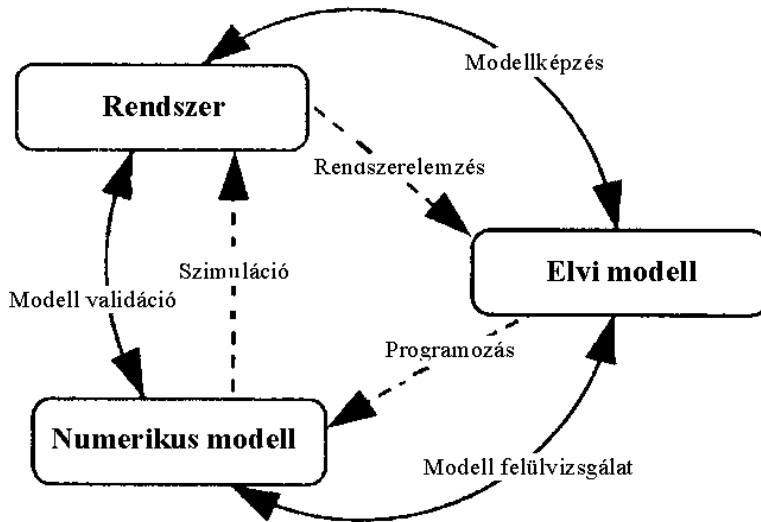 Modellképzés
Rendszer
Rendszerelemzés
Elvi modell
Szimuláció
Modell validáció
Programozás
Numerikus modell
Modell felülvizsgálat